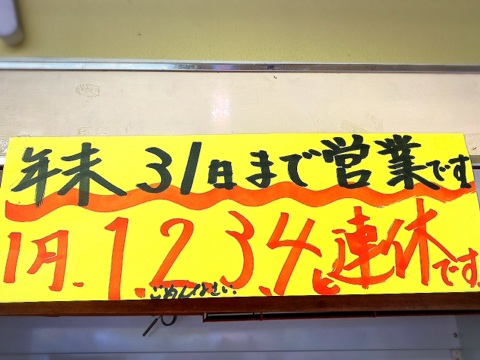 年末 31日まで営業です
1月.1.2.3.4と連休です
ごめんなさい